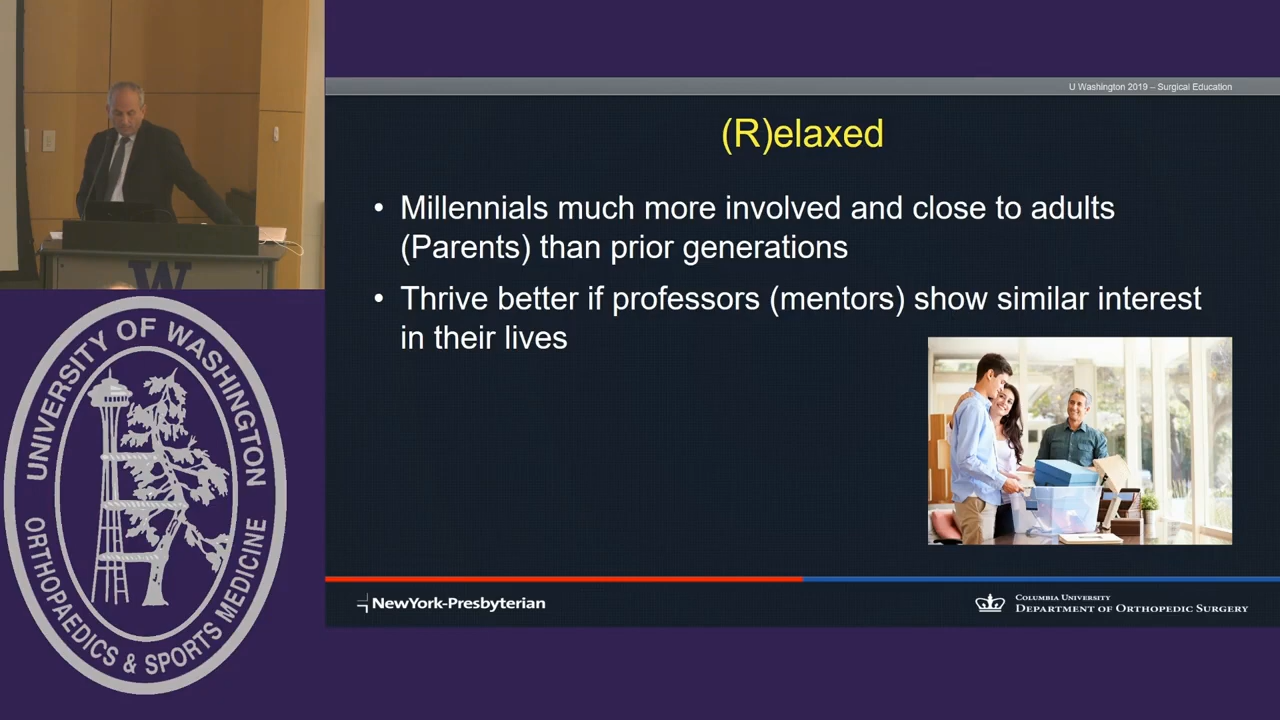 U Washington 2019 – Surgical Education
(R)elaxed
• Millennials much more involved and close to adults
(Parents) than prior generations
• Thrive better if professors (mentors) show similar interest
in their lives
NewYork-Presbyterian
COLUMBIA UNIVERSITY
DEPARTMENT OF ORTHOPEDIC SURGERY
W
UNIVERSITY OF WASHINGTON
ORTHOPAEDICS & SPORTS MEDICINE